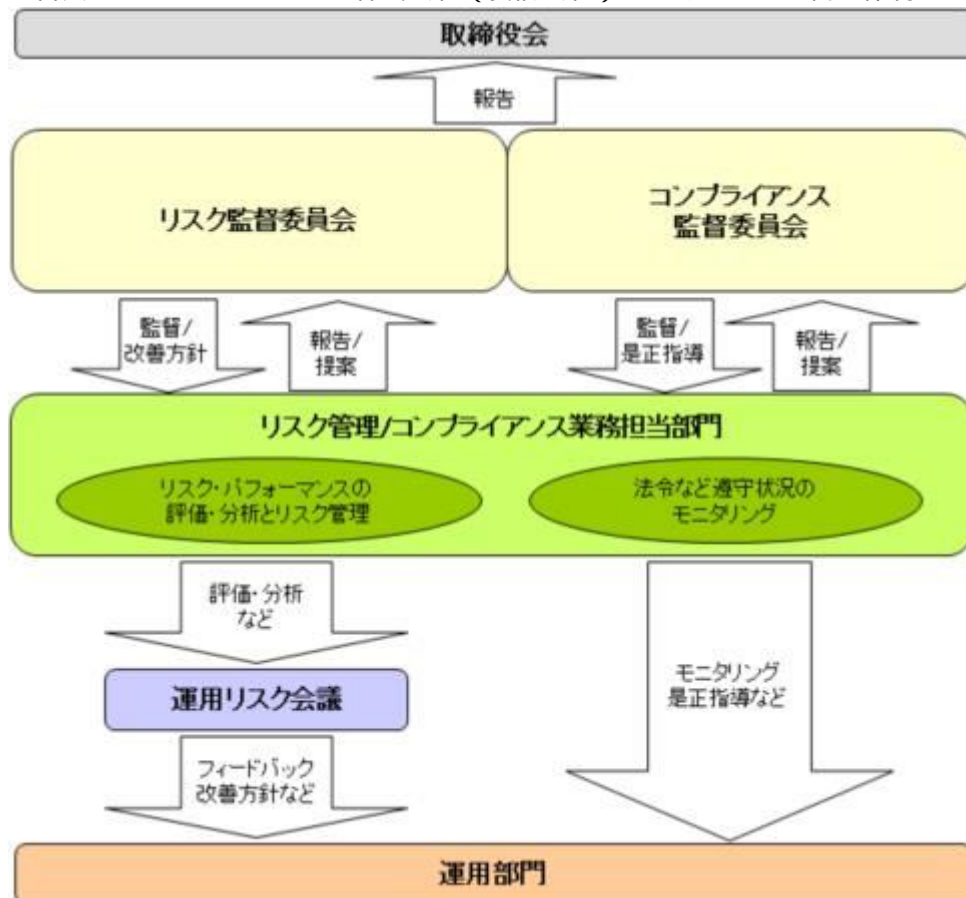 取締役会
報告
リスク監督委員会
コンプライアンス
監督委員会
監督/
改善方針
報告/
提案
監督/
是正指導
報告/
提案
リスク管理/コンプライアンス業務担当部門
リスク・パフォーマンスの
評価・分析とリスク管理
法令など遵守状況の
モニタリング
評価・分析
など
運用リスク会議
モニタリング
是正指導など
フィードバック
改善方針など
運用部門